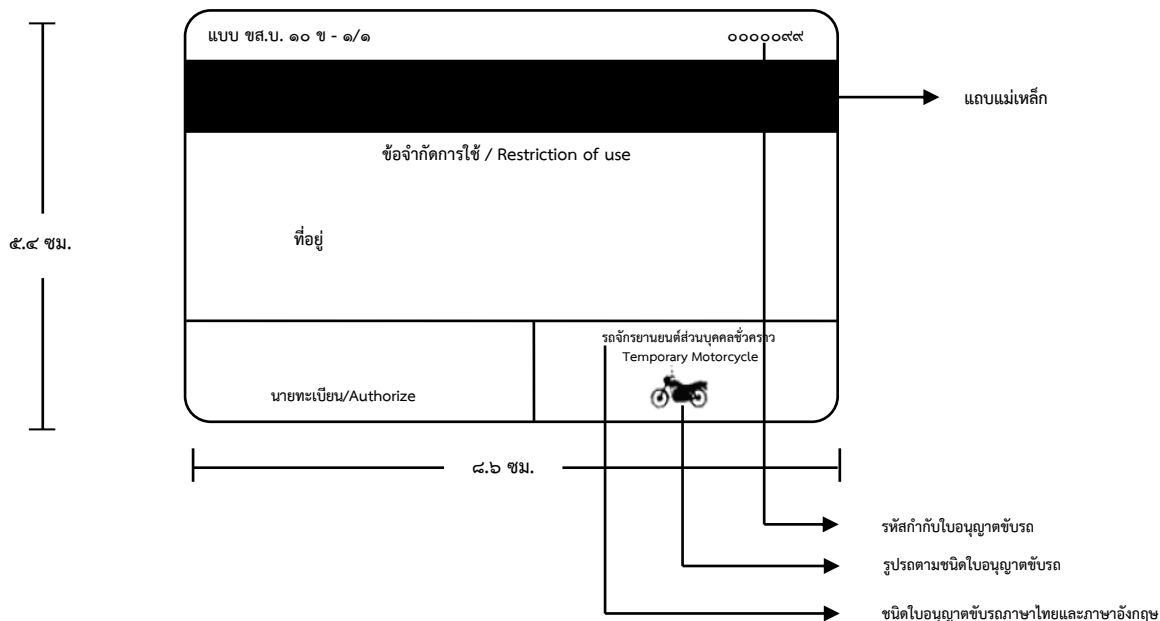 แบบ ขส.บ. ๑๐ ข - ๑/๑
๐๐๐๐๐๙๙
แถบแม่เหล็ก
ข้อจำกัดการใช้ / Restriction of use
ที่อยู่
๕.๔ ซม.
รถจักรยานยนต์ส่วนบุคคลชั่วคราว
Temporary Motorcycle
นายทะเบียน/Authorize
๘.๖ ซม.
รหัสกำกับใบอนุญาตขับรถ
รูปรถตามชนิดใบอนุญาตขับรถ
ชนิดใบอนุญาตขับรถภาษาไทยและภาษาอังกฤษ